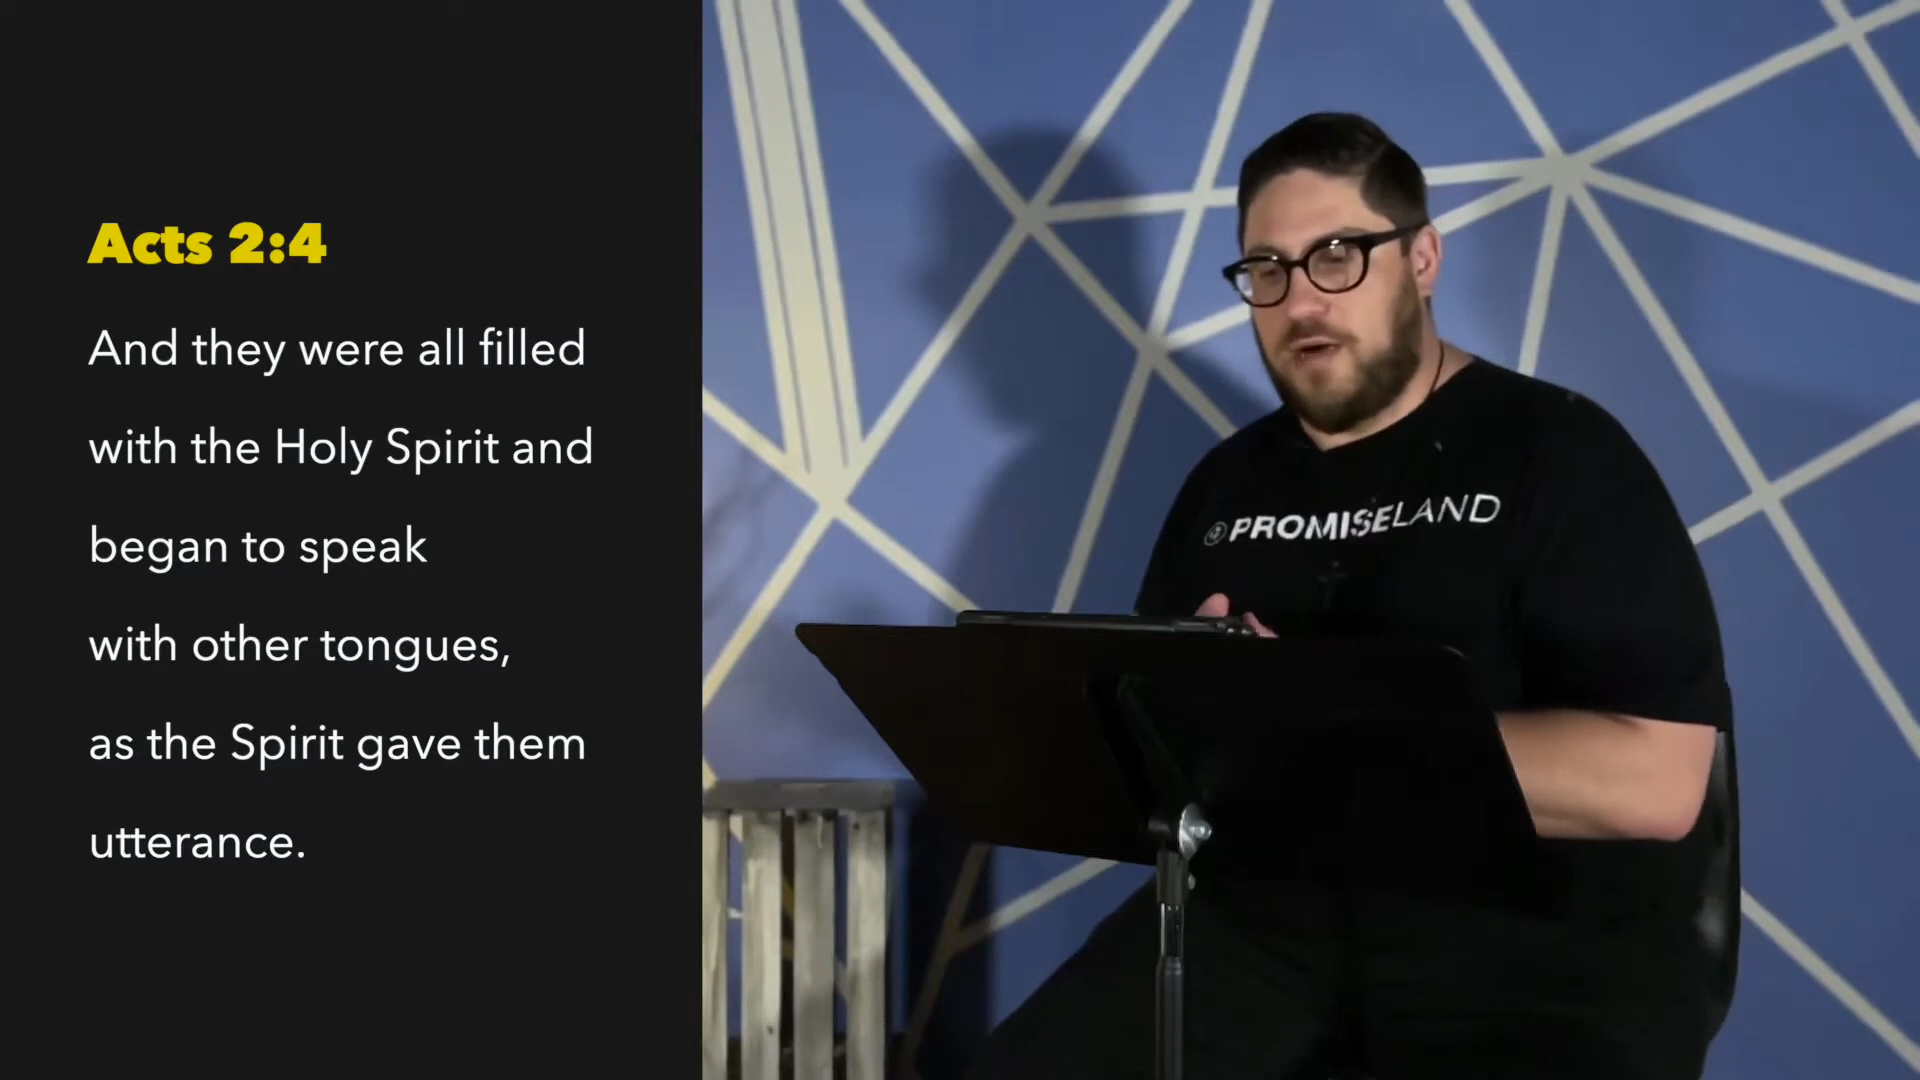 Acts 2:4
And they were all filled
with the Holy Spirit and
began to speak
with other tongues,
as the Spirit gave them
utterance.
PROMISELAND